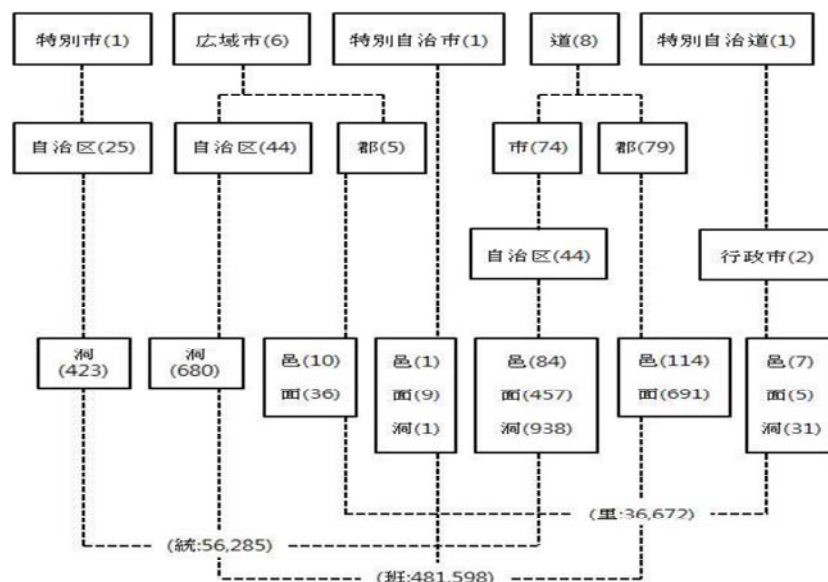 特別市(1)
広域市(6)
特別自治市(1)
道(8)
特別自治道(1)
自治区(25)
自治区(44)
郡(5)
市(74)
郡(79)
自治区(44)
行政市(2)
洞
(423)
洞
(680)
邑(10)
面(36)
邑(1)
面(9)
洞(1)
邑(84)
面(457)
洞(938)
邑(114)
面(691)
邑(7)
面(5)
洞(31)
(里:36,672)
(統:56,285)
(班:481,598)